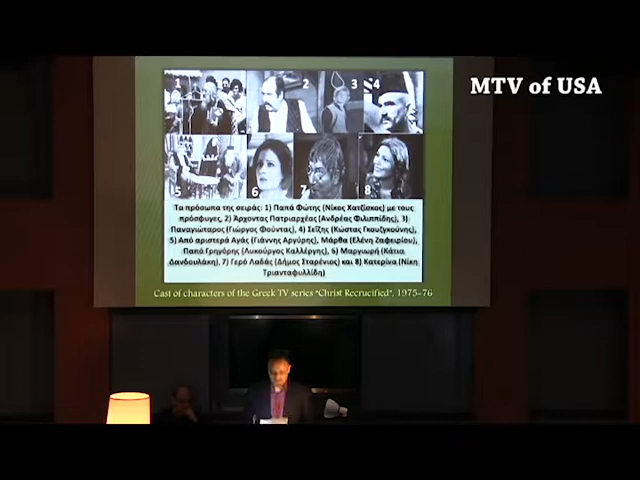 MTV of USA
1
2
3
4
5
6
7
8
Τα πρόσωπα της σειράς: 1) Παπά Φώτης (Νίκος Χατζίσκος) με τους
πρόσφυγες, 2) Άρχοντας Πατριαρχέας (Ανδρέας Φιλιππίδης), 3)
Παναγιώταρος (Γιώργος Φούντας), 4) Σεΐζης (Κώστας Γκουζγκούνης),
5) Από αριστερά Αγάς (Γιάννης Αργύρης), Μάρθα (Ελένη Ζαφειρίου),
Παπά Γρηγόρης (Λυκούργος Καλλέργης), 6) Μαργιωρή (Κάτια
Δανδουλάκη), 7) Γερό Λαδάς (Δήμος Σταρένιος) και 8) Κατερίνα (Νίκη
Τριανταφυλλίδη)
Cast of characters of the Greek TV series "Christ Recrucified", 1975-76